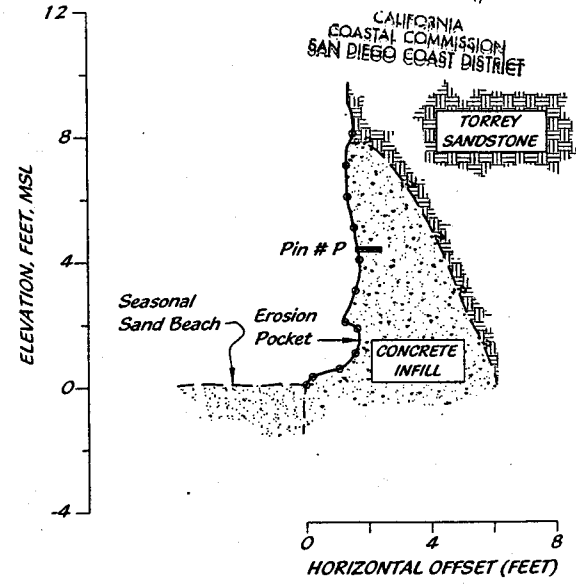 CALIFORNIA
COASTAL COMMISSION
SAN DIEGO COAST DISTRICT
12
8
4
0
-4
ELEVATION, FEET, MSL
TORREY
SANDSTONE
Pin # P
Seasonal
Sand Beach
Erosion
Pocket
CONCRETE
INFILL
0
4
8
HORIZONTAL OFFSET (FEET)